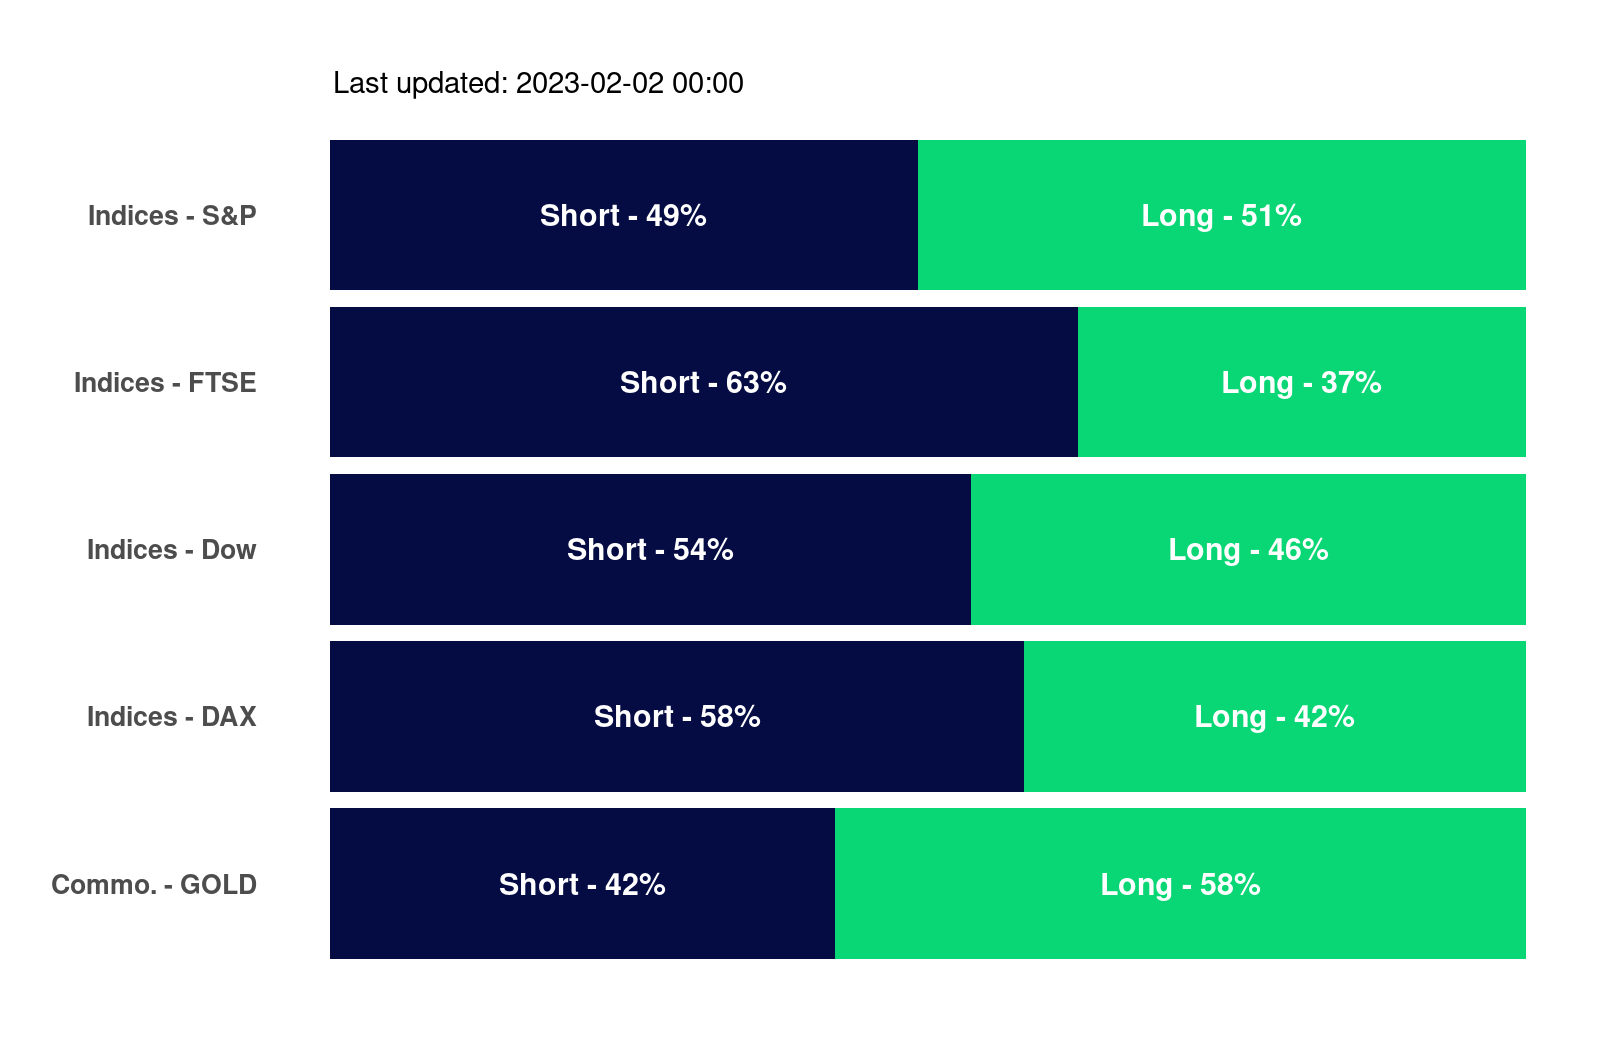 Last updated: 2023-02-02 00:00
Indices - S&P Short - 49% Long - 51%
Indices - FTSE Short - 63% Long - 37%
Indices - Dow Short - 54% Long - 46%
Indices - DAX Short - 58% Long - 42%
Commo. - GOLD Short - 42% Long - 58%